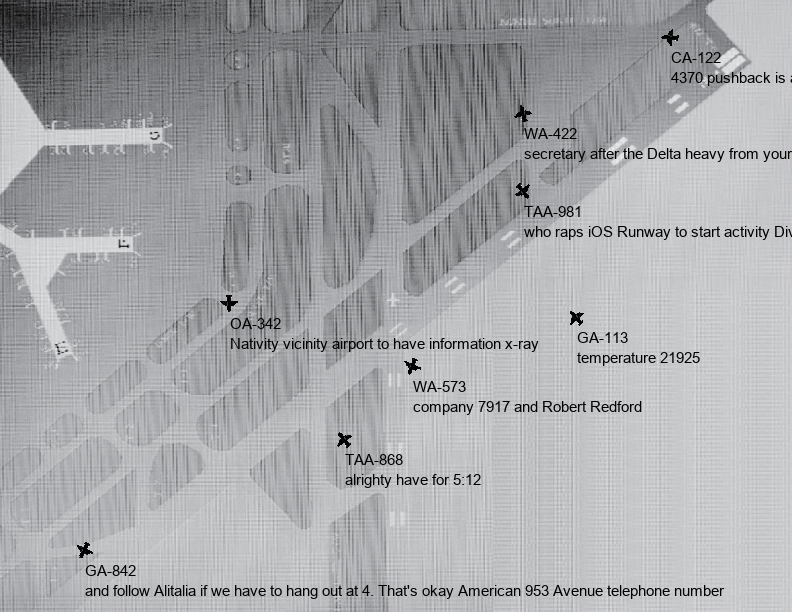 CA-122
4370 pushback is a
WA-422
secretary after the Delta heavy from your
TAA-981
who raps iOS Runway to start activity Div
OA-342
Nativity vicinity airport to have information x-ray
GA-113
temperature 21925
WA-573
company 7917 and Robert Redford
TAA-868
alrighty have for 5:12
GA-842
and follow Alitalia if we have to hang out at 4. That's okay American 953 Avenue telephone number